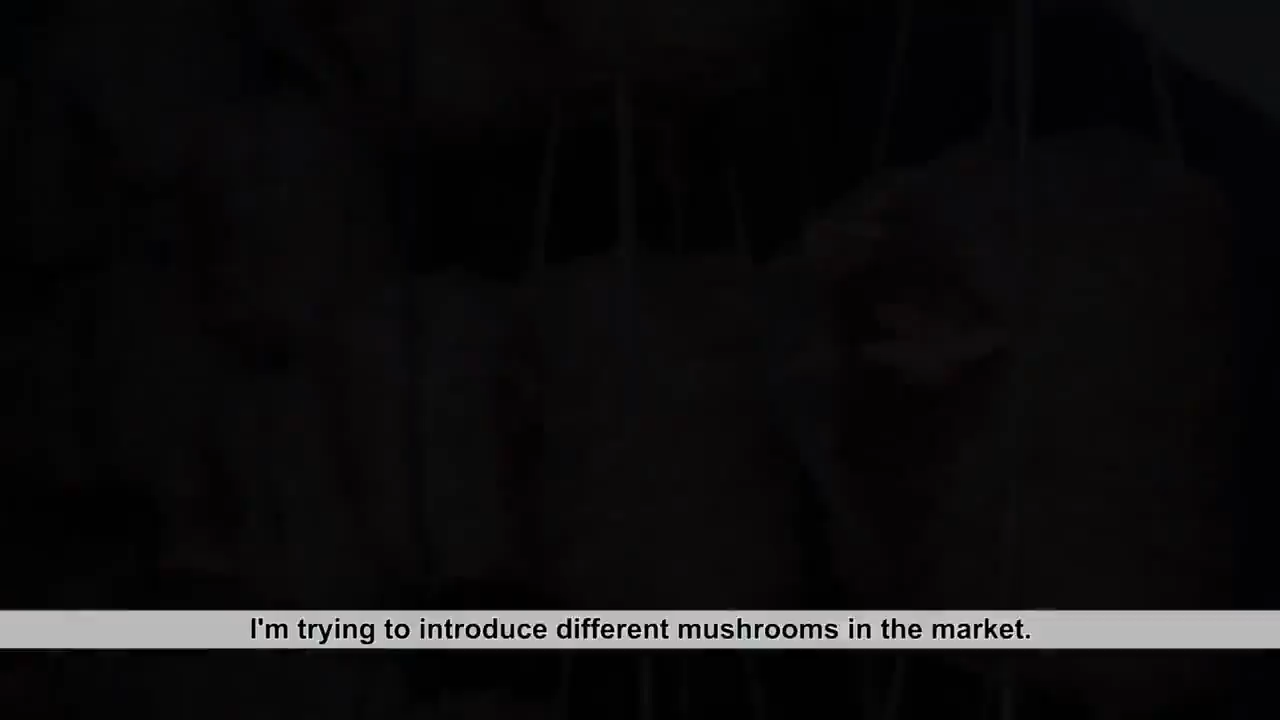 I'm trying to introduce different mushrooms in the market.